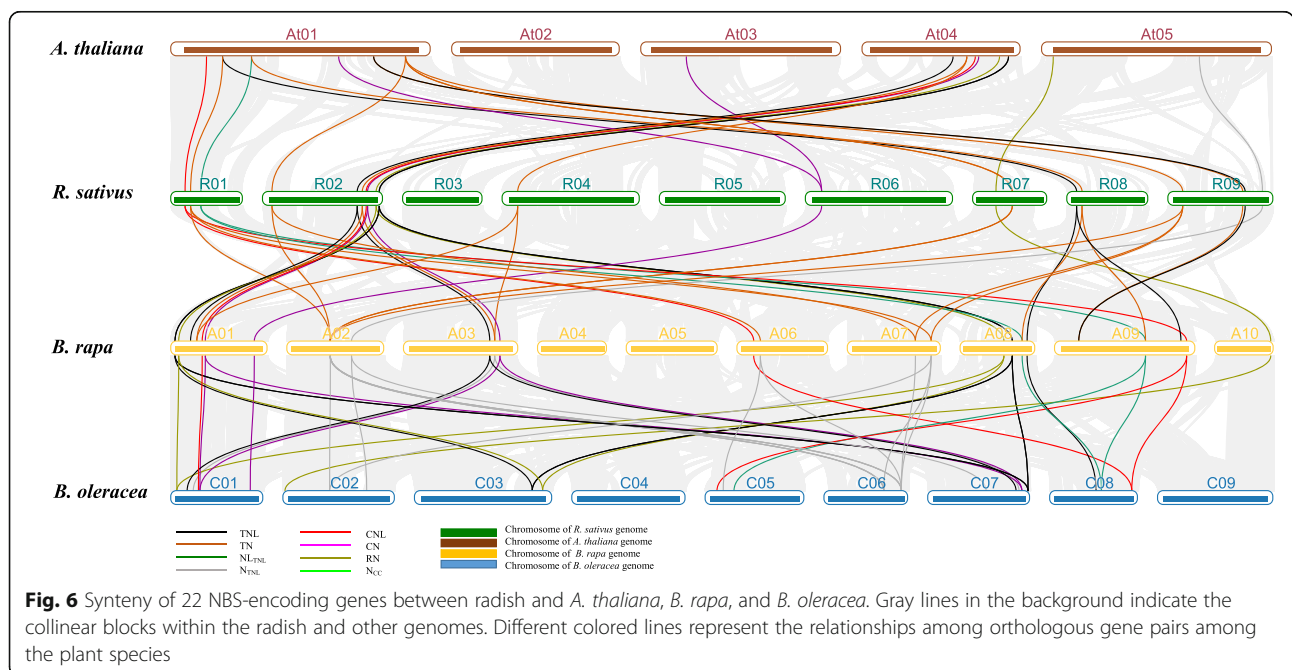 At01 At02 At03 At04 At05
A. thaliana
R01 R02 R03 R04 R05 R06 R07 R08 R09
R. sativus
A01 A02 A03 A04 A05 A06 A07 A08 A09 A10
B. rapa
C01 C02 C03 C04 C05 C06 C07 C08 C09
B. oleracea
TNL CNL Chromosome of R. sativus genome
TN CN Chromosome of A. thaliana genome
NLTNL RN Chromosome of B. rapa genome
NTNL NCC Chromosome of B. oleracea genome
Fig. 6 Synteny of 22 NBS-encoding genes between radish and A. thaliana, B. rapa, and B. oleracea. Gray lines in the background indicate the
collinear blocks within the radish and other genomes. Different colored lines represent the relationships among orthologous gene pairs among
the plant species